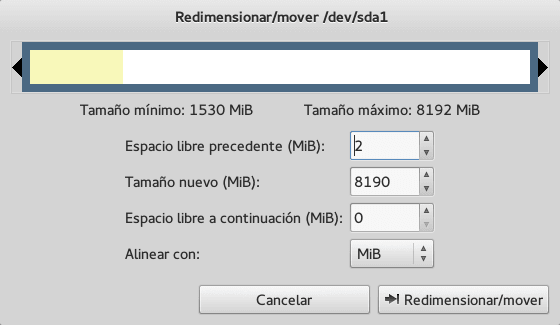 Redimensionar/mover /dev/sda1
Tamaño mínimo: 1530 MiB Tamaño máximo: 8192 MiB
Espacio libre precedente (MiB): 2
Tamaño nuevo (MiB): 8190
Espacio libre a continuación (MiB): 0
Alinear con: MiB
Cancelar Redimensionar/mover